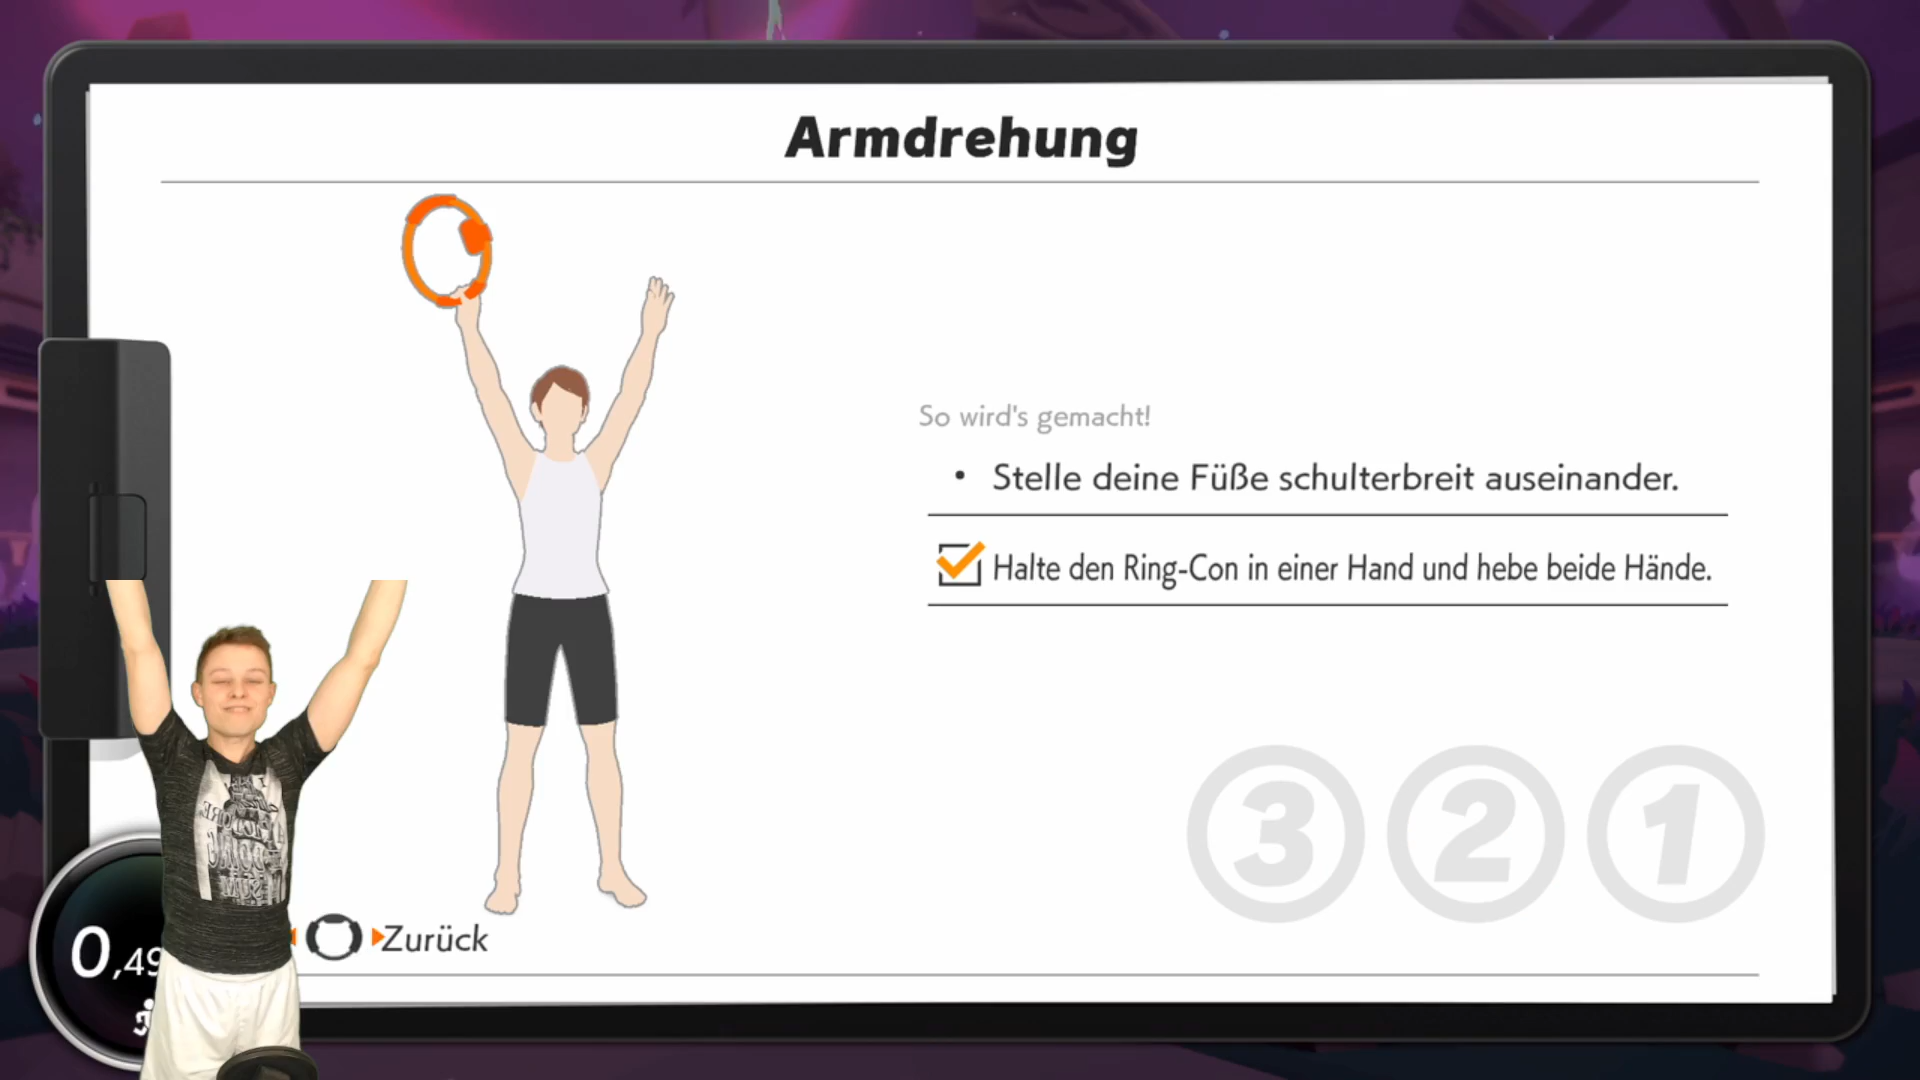 Armdrehung
So wird's gemacht!
• Stelle deine Füße schulterbreit auseinander.
Halte den Ring-Con in einer Hand und hebe beide Hände.
3 2 1
Zurück
0,49